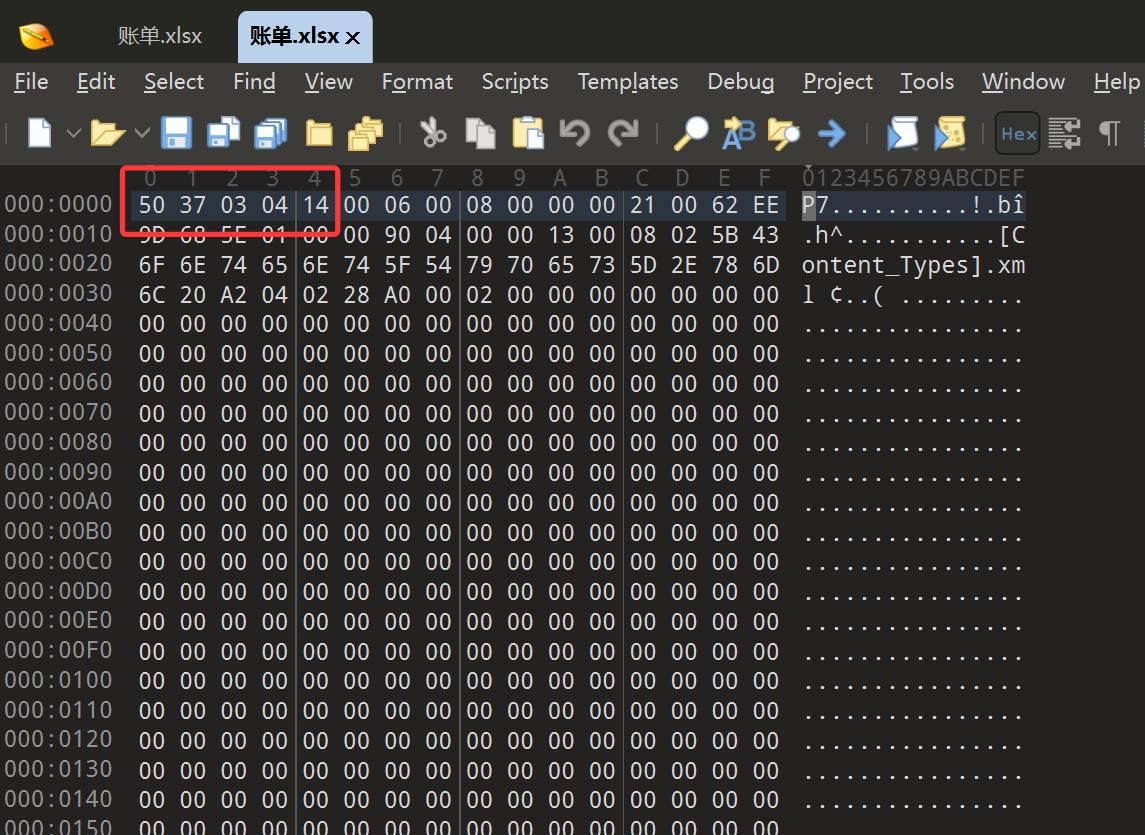 账单.xlsx 账单.xlsx ×
File Edit Select Find View Format Scripts Templates Debug Project Tools Window Help
Hex ¶
0 1 2 3 4 5 6 7 8 9 A B C D E F 0123456789ABCDEF
000:0000 50 37 03 04 14 00 06 00 08 00 00 00 21 00 62 EE P7..........!.bî
000:0010 9D 68 5E 01 00 00 90 04 00 00 13 00 08 02 5B 43 .h^...........[C
000:0020 6F 6E 74 65 6E 74 5F 54 79 70 65 73 5D 2E 78 6D ontent_Types].xm
000:0030 6C 20 A2 04 02 28 A0 00 02 00 00 00 00 00 00 00 l ¢..( .........
000:0040 00 00 00 00 00 00 00 00 00 00 00 00 00 00 00 00 ................
000:0050 00 00 00 00 00 00 00 00 00 00 00 00 00 00 00 00 ................
000:0060 00 00 00 00 00 00 00 00 00 00 00 00 00 00 00 00 ................
000:0070 00 00 00 00 00 00 00 00 00 00 00 00 00 00 00 00 ................
000:0080 00 00 00 00 00 00 00 00 00 00 00 00 00 00 00 00 ................
000:0090 00 00 00 00 00 00 00 00 00 00 00 00 00 00 00 00 ................
000:00A0 00 00 00 00 00 00 00 00 00 00 00 00 00 00 00 00 ................
000:00B0 00 00 00 00 00 00 00 00 00 00 00 00 00 00 00 00 ................
000:00C0 00 00 00 00 00 00 00 00 00 00 00 00 00 00 00 00 ................
000:00D0 00 00 00 00 00 00 00 00 00 00 00 00 00 00 00 00 ................
000:00E0 00 00 00 00 00 00 00 00 00 00 00 00 00 00 00 00 ................
000:00F0 00 00 00 00 00 00 00 00 00 00 00 00 00 00 00 00 ................
000:0100 00 00 00 00 00 00 00 00 00 00 00 00 00 00 00 00 ................
000:0110 00 00 00 00 00 00 00 00 00 00 00 00 00 00 00 00 ................
000:0120 00 00 00 00 00 00 00 00 00 00 00 00 00 00 00 00 ................
000:0130 00 00 00 00 00 00 00 00 00 00 00 00 00 00 00 00 ................
000:0140 00 00 00 00 00 00 00 00 00 00 00 00 00 00 00 00 ................
000:0150 00 00 00 00 00 00 00 00 00 00 00 00 00 00 00 00